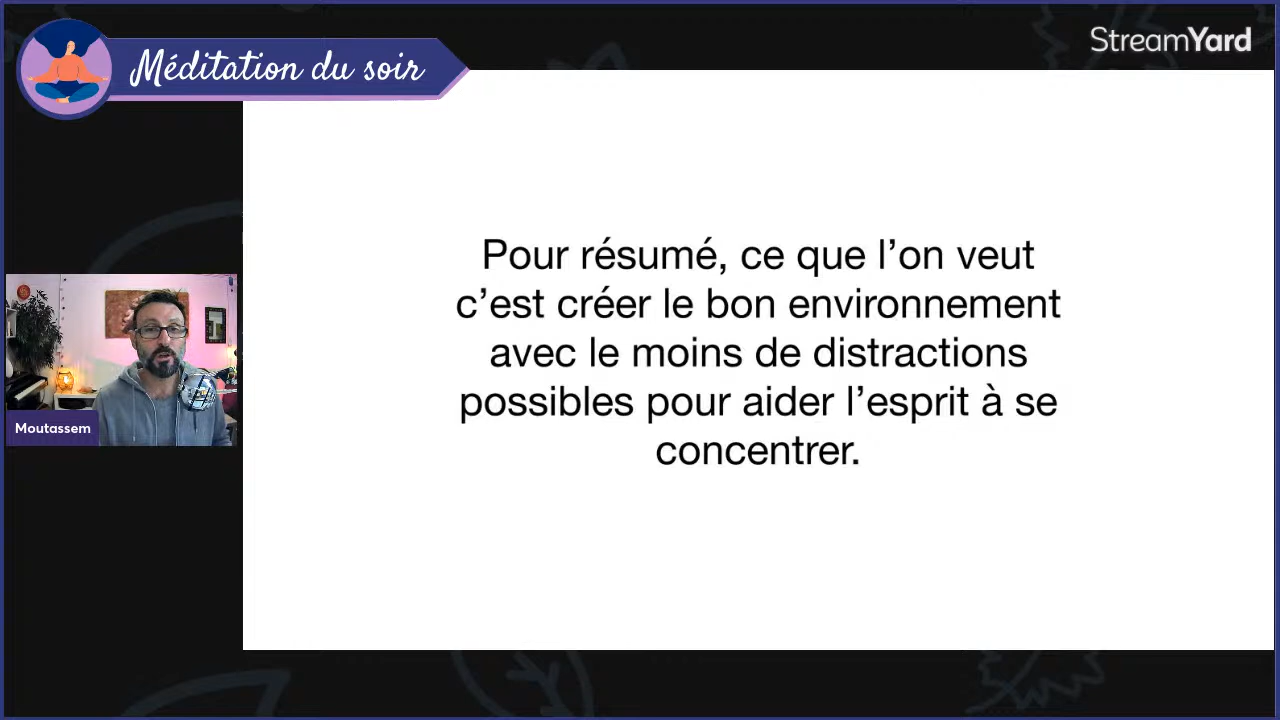 Méditation du soir
StreamYard
Pour résumé, ce que l’on veut
c’est créer le bon environnement
avec le moins de distractions
possibles pour aider l’esprit à se
concentrer.
Moutassem